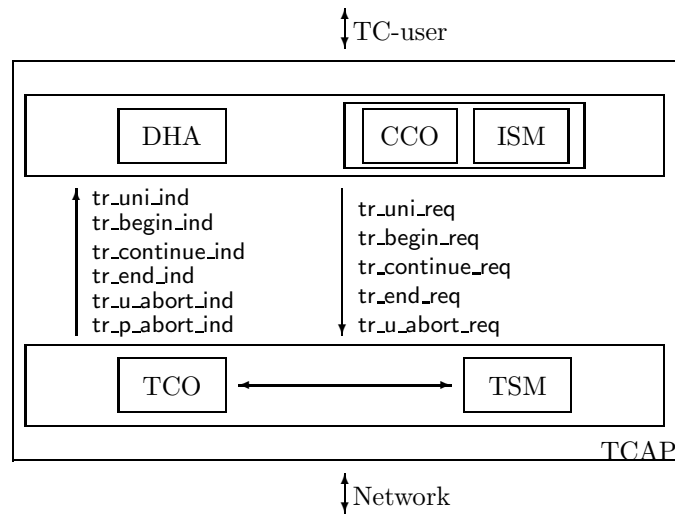 TC-user
DHA
CCO
ISM
tr_uni_ind
tr_begin_ind
tr_continue_ind
tr_end_ind
tr_u_abort_ind
tr_p_abort_ind
tr_uni_req
tr_begin_req
tr_continue_req
tr_end_req
tr_u_abort_req
TCO
TSM
TCAP
Network